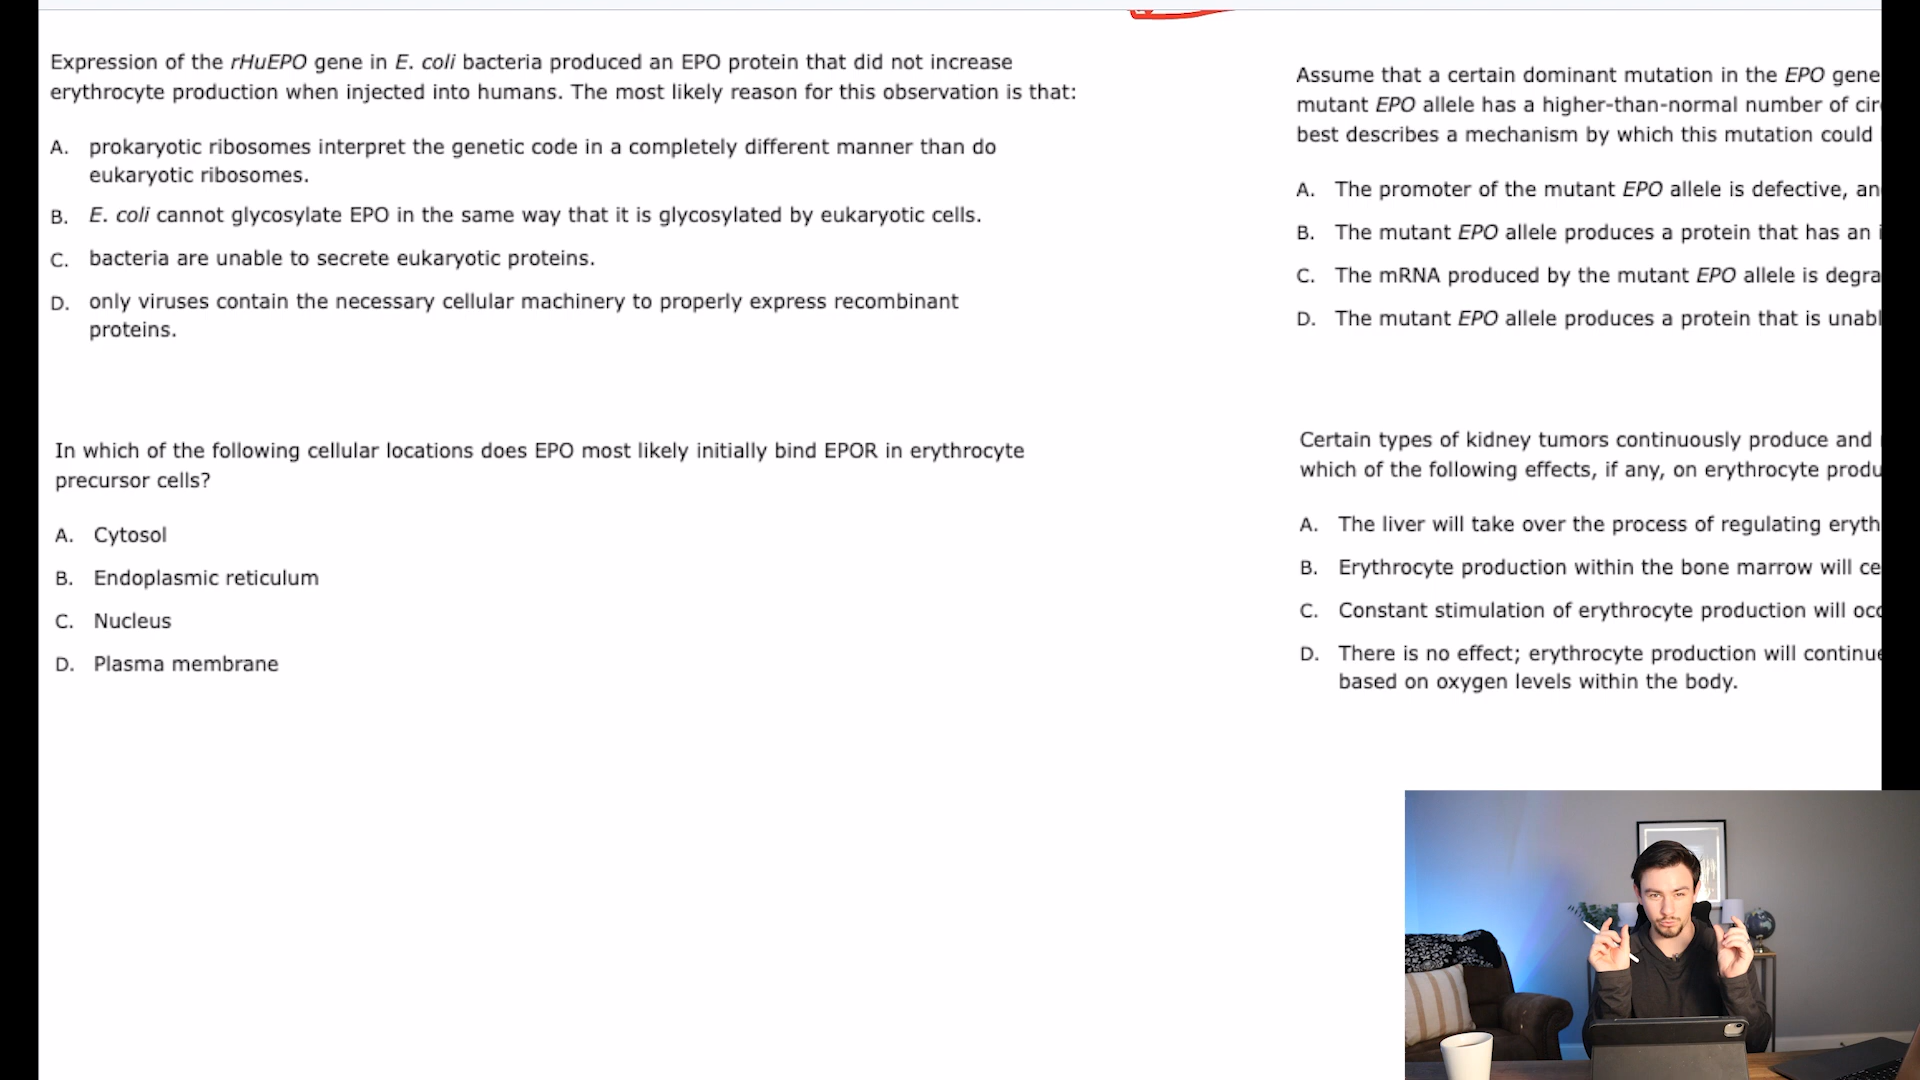 Expression of the rHuEPO gene in E. coli bacteria produced an EPO protein that did not increase
erythrocyte production when injected into humans. The most likely reason for this observation is that:
A. prokaryotic ribosomes interpret the genetic code in a completely different manner than do
eukaryotic ribosomes.
B. E. coli cannot glycosylate EPO in the same way that it is glycosylated by eukaryotic cells.
C. bacteria are unable to secrete eukaryotic proteins.
D. only viruses contain the necessary cellular machinery to properly express recombinant
proteins.
In which of the following cellular locations does EPO most likely initially bind EPOR in erythrocyte
precursor cells?
A. Cytosol
B. Endoplasmic reticulum
C. Nucleus
D. Plasma membrane
Assume that a certain dominant mutation in the EPO gene
mutant EPO allele has a higher-than-normal number of
best describes a mechanism by which this mutation could
A. The promoter of the mutant EPO allele is defective,
B. The mutant EPO allele produces a protein that has an
C. The mRNA produced by the mutant EPO allele is
D. The mutant EPO allele produces a protein that is
Certain types of kidney tumors continuously produce and
which of the following effects, if any, on erythrocyte
A. The liver will take over the process of regulating
B. Erythrocyte production within the bone marrow will
C. Constant stimulation of erythrocyte production will
D. There is no effect; erythrocyte production will
based on oxygen levels within the body.